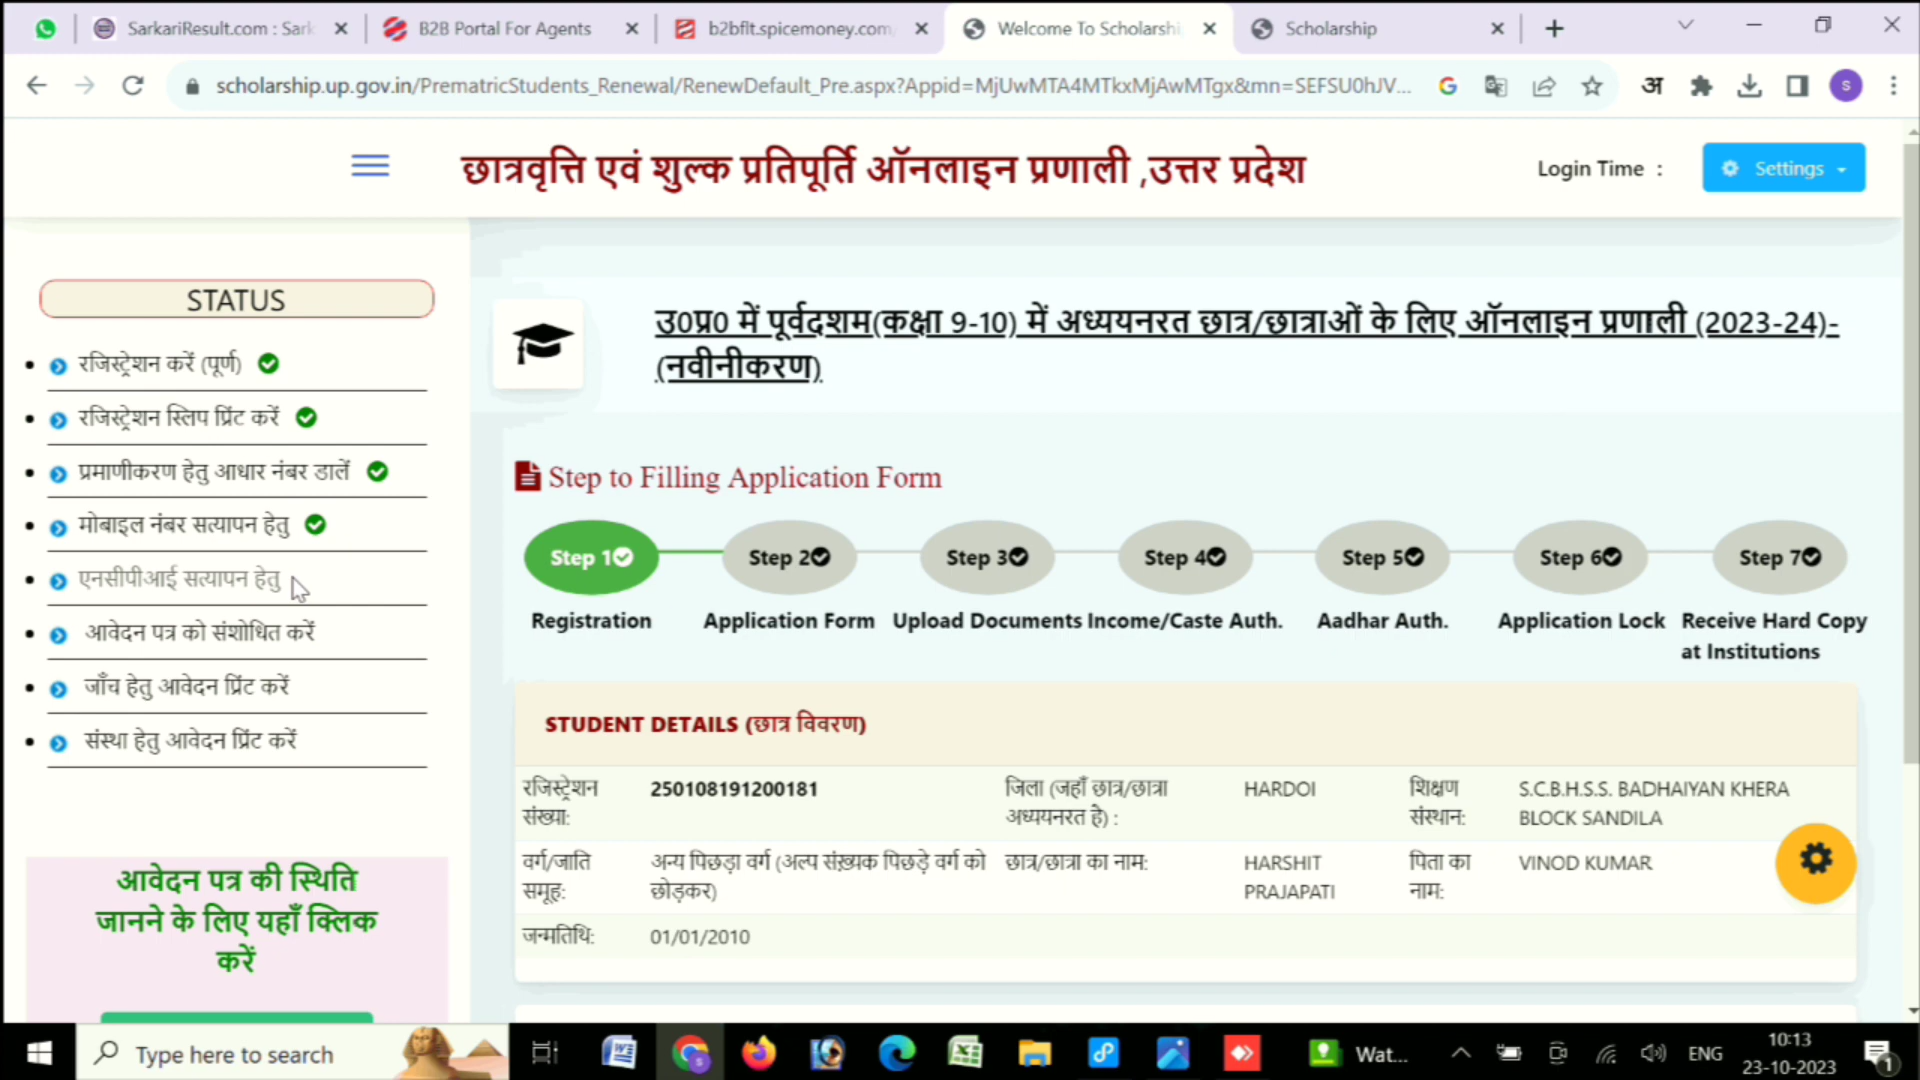 SarkariResult.com : Sark
B2B Portal For Agents
b2bflt.spicemoney.com
Welcome To Scholarshi
Scholarship
scholarship.up.gov.in/PrematricStudents_Renewal/RenewDefault_Pre.aspx?Appid=MjUwMTA4MTkxMjAwMTgx&mn=SEFSU0hJV...
G
अ
s
छात्रवृत्ति एवं शुल्क प्रतिपूर्ति ऑनलाइन प्रणाली ,उत्तर प्रदेश
Login Time :
Settings
STATUS
रजिस्ट्रेशन करें (पूर्ण)
रजिस्ट्रेशन स्लिप प्रिंट करें
प्रमाणीकरण हेतु आधार नंबर डालें
मोबाइल नंबर सत्यापन हेतु
एनसीपीआई सत्यापन हेतु
आवेदन पत्र को संशोधित करें
जाँच हेतु आवेदन प्रिंट करें
संस्था हेतु आवेदन प्रिंट करें
आवेदन पत्र की स्थिति
जानने के लिए यहाँ क्लिक
करें
उ0प्र0 में पूर्वदशम(कक्षा 9-10) में अध्ययनरत छात्र/छात्राओं के लिए ऑनलाइन प्रणाली (2023-24)-
(नवीनीकरण)
Step to Filling Application Form
Step 1 Step 2 Step 3 Step 4 Step 5 Step 6 Step 7
Registration Application Form Upload Documents Income/Caste Auth. Aadhar Auth. Application Lock Receive Hard Copy
at Institutions
STUDENT DETAILS (छात्र विवरण)
रजिस्ट्रेशन 250108191200181 जिला (जहाँ छात्र/छात्रा HARDOI शिक्षण S.C.B.H.S.S. BADHAIYAN KHERA
संख्या: अध्ययनरत है) : संस्थान: BLOCK SANDILA
वर्ग/जाति अन्य पिछड़ा वर्ग (अल्प संख़्यक पिछड़े वर्ग को छात्र/छात्रा का नाम: HARSHIT पिता का VINOD KUMAR
समूह: छोड़कर) PRAJAPATI नाम:
जन्मतिथि: 01/01/2010
Type here to search
Wat...
ENG
10:13
23-10-2023
1